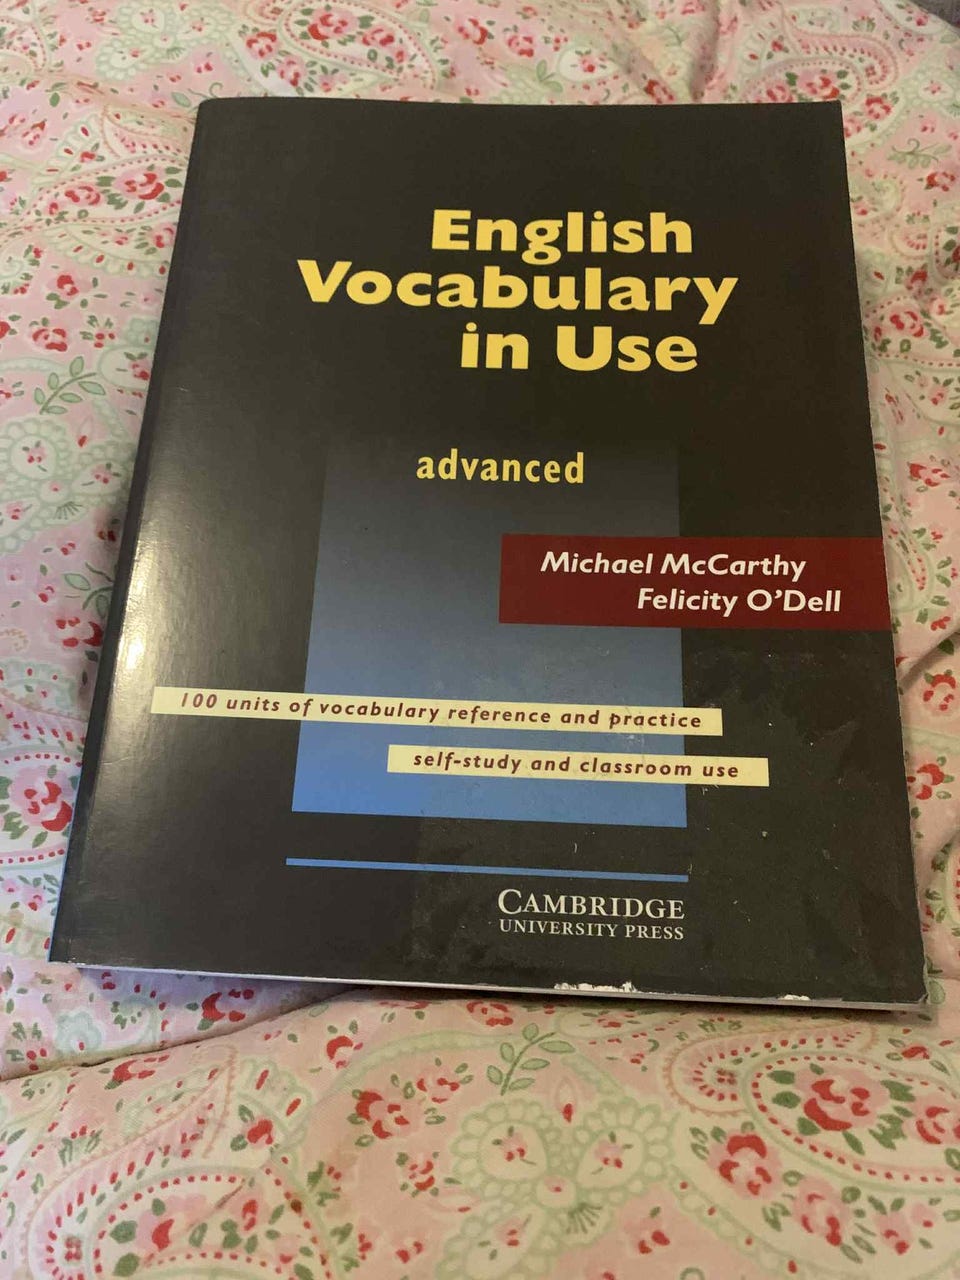 English
Vocabulary
in Use
advanced
Michael McCarthy
Felicity O'Dell
100 units of vocabulary reference and practice
self-study and classroom use
CAMBRIDGE
UNIVERSITY PRESS